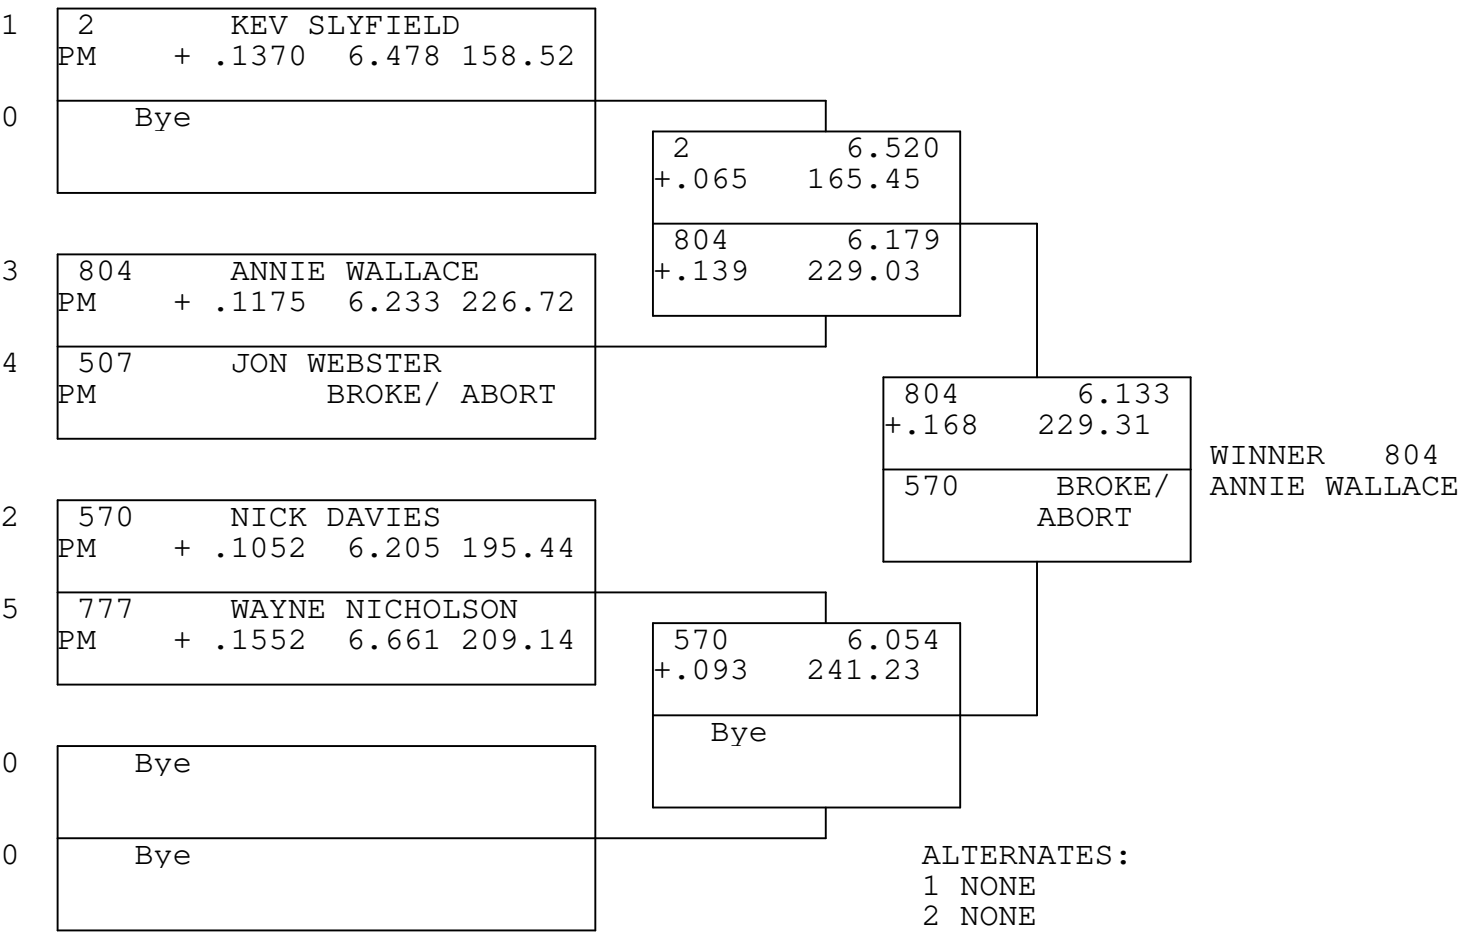 1 2 KEV SLYFIELD
PM + .1370 6.478 158.52
0 Bye
2 6.520
+.065 165.45
804 6.179
+.139 229.03
3 804 ANNIE WALLACE
PM + .1175 6.233 226.72
4 507 JON WEBSTER
PM BROKE/ ABORT
804 6.133
+.168 229.31
570 BROKE/
ABORT
WINNER 804
ANNIE WALLACE
2 570 NICK DAVIES
PM + .1052 6.205 195.44
5 777 WAYNE NICHOLSON
PM + .1552 6.661 209.14
570 6.054
+.093 241.23
Bye
0 Bye
0 Bye
ALTERNATES:
1 NONE
2 NONE